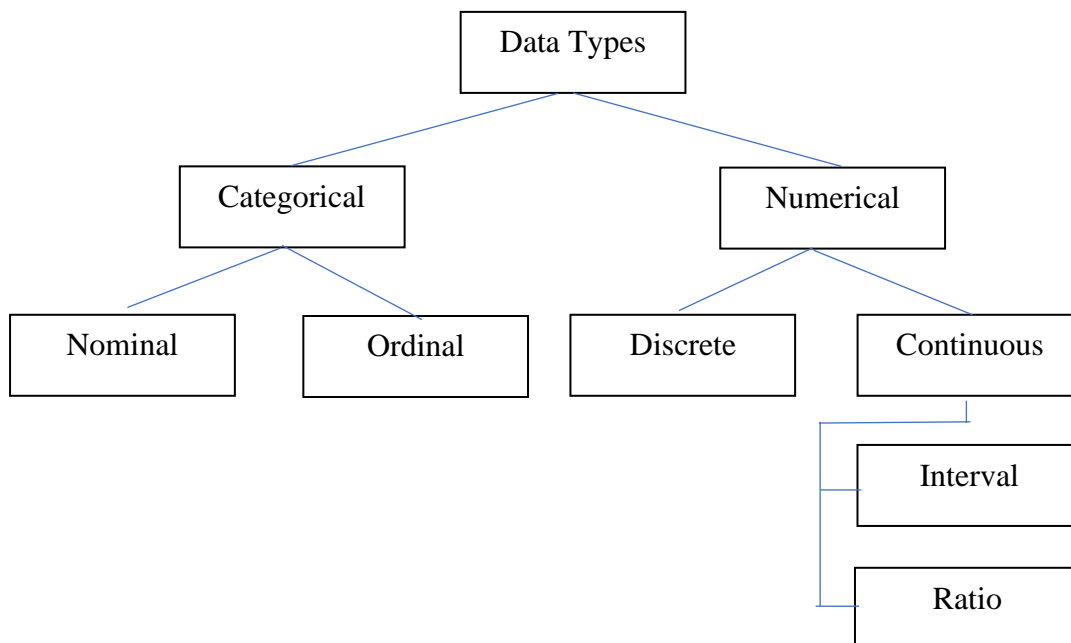 Data Types
Categorical
Numerical
Nominal
Ordinal
Discrete
Continuous
Interval
Ratio